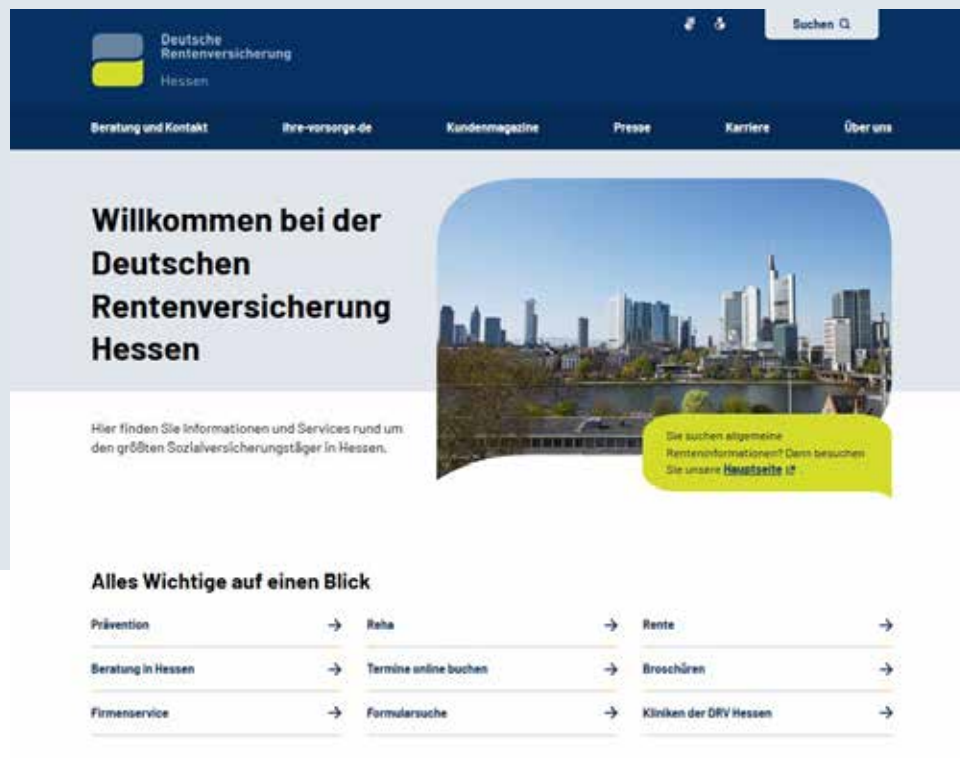 Deutsche
Rentenversicherung
Hessen
Suchen
Beratung und Kontakt
ihre-vorsorge.de
Kundenmagazine
Presse
Karriere
Über uns
Willkommen bei der
Deutschen
Rentenversicherung
Hessen
Hier finden Sie Informationen und Services rund um
den größten Sozialversicherungstäger in Hessen.
Sie suchen allgemeine
Renteninformationen? Dann besuchen
Sie unsere Hauptseite
Alles Wichtige auf einen Blick
Prävention
Reha
Rente
Beratung in Hessen
Termine online buchen
Broschüren
Firmenservice
Formularsuche
Kliniken der DRV Hessen